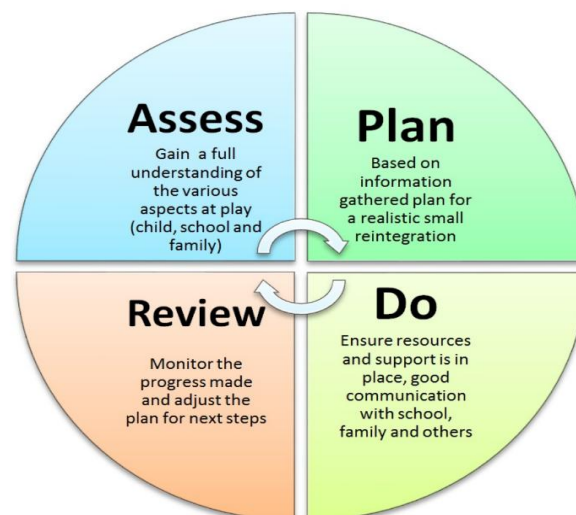 Assess
Gain a full
understanding of
the various
aspects at play
(child, school and
family)
Plan
Based on
information
gathered plan for
a realistic small
reintegration
Review
Monitor the
progress made
and adjust the
plan for next steps
Do
Ensure resources
and support is in
place, good
communication
with school,
family and others